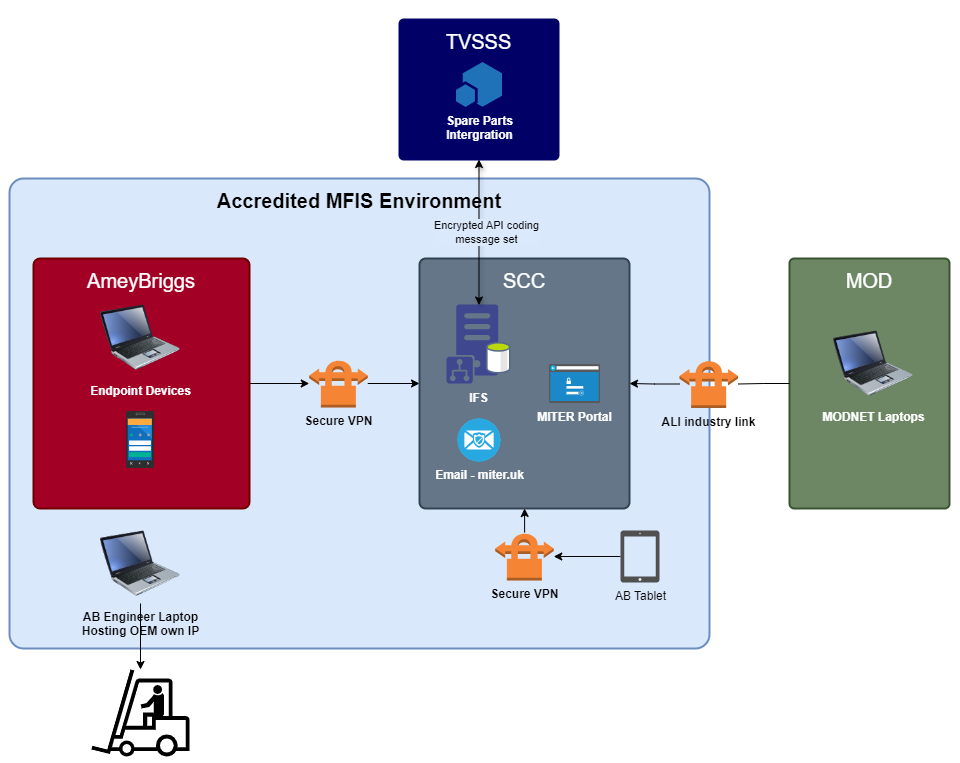 TVSSS
Spare Parts
Intergration
Accredited MFIS Environment
Encrypted API coding
message set
AmeyBriggs
Endpoint Devices
Secure VPN
SCC
IFS
MITER Portal
Email - miter.uk
ALI industry link
MOD
MODNET Laptops
Secure VPN
AB Tablet
AB Engineer Laptop
Hosting OEM own IP